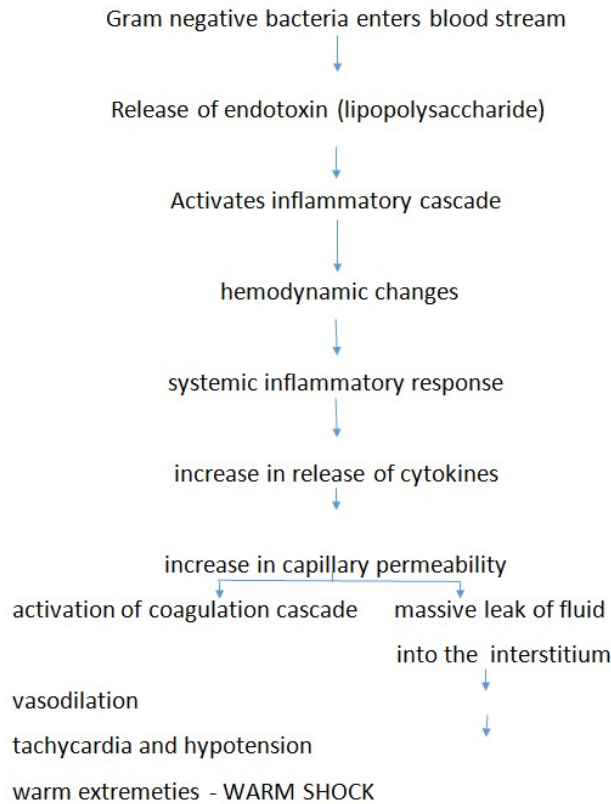 Gram negative bacteria enters blood stream
Release of endotoxin (lipopolysaccharide)
Activates inflammatory cascade
hemodynamic changes
systemic inflammatory response
increase in release of cytokines
increase in capillary permeability
activation of coagulation cascade
massive leak of fluid
into the interstitium
vasodilation
tachycardia and hypotension
warm extremeties - WARM SHOCK